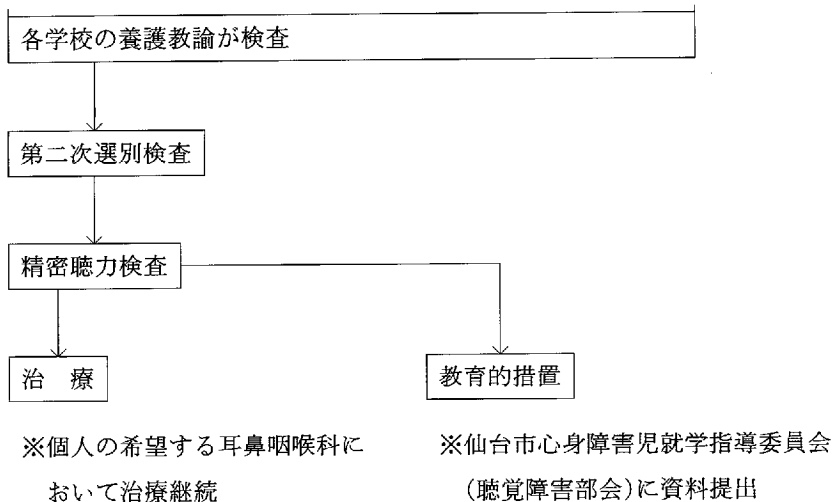 各学校の養護教諭が検査
第二次選別検査
精密聴力検査
治　療
教育的措置
※個人の希望する耳鼻咽喉科に
おいて治療継続
※仙台市心身障害児就学指導委員会
(聴覚障害部会)に資料提出